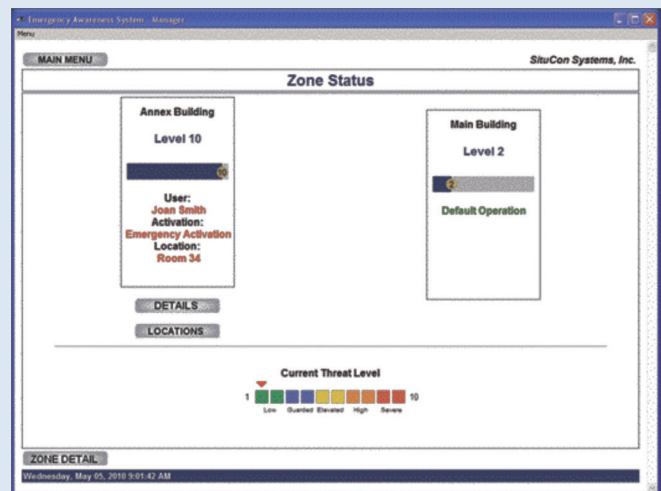 Emergency Awareness System - Manager
Menu
MAIN MENU
SituCon Systems, Inc.
Zone Status
Annex Building
Level 10
10
User:
Joan Smith
Activation:
Emergency Activation
Location:
Room 34
DETAILS
LOCATIONS
Main Building
Level 2
2
Default Operation
Current Threat Level
1 10
Low Guarded Elevated High Severe
ZONE DETAIL
Wednesday, May 05, 2010 9:01:42 AM